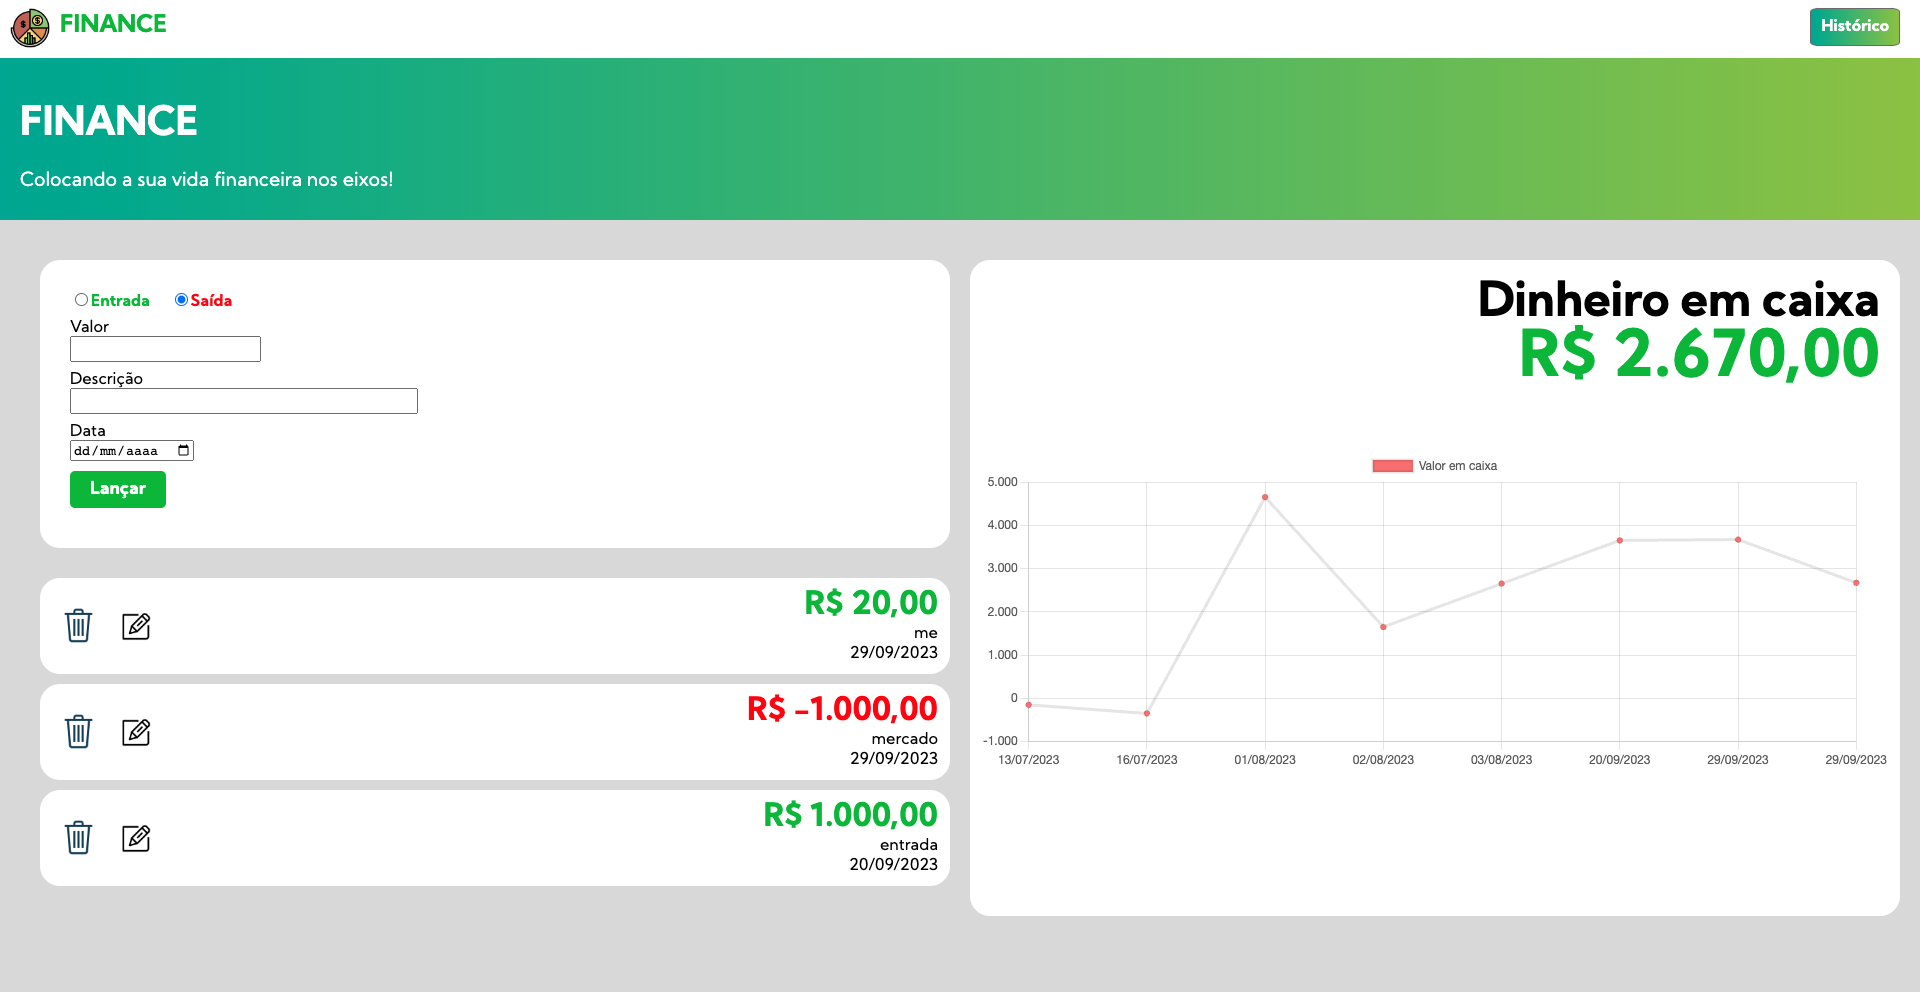 FINANCE
Histórico
FINANCE
Colocando a sua vida financeira nos eixos!
Entrada Saída
Valor
Descrição
Data
dd/mm/aaaa
Lançar
R$ 20,00
me
29/09/2023
R$ -1.000,00
mercado
29/09/2023
R$ 1.000,00
entrada
20/09/2023
Dinheiro em caixa
R$ 2.670,00
Valor em caixa
5.000
4.000
3.000
2.000
1.000
0
-1.000
13/07/2023 16/07/2023 01/08/2023 02/08/2023 03/08/2023 20/09/2023 29/09/2023 29/09/2023